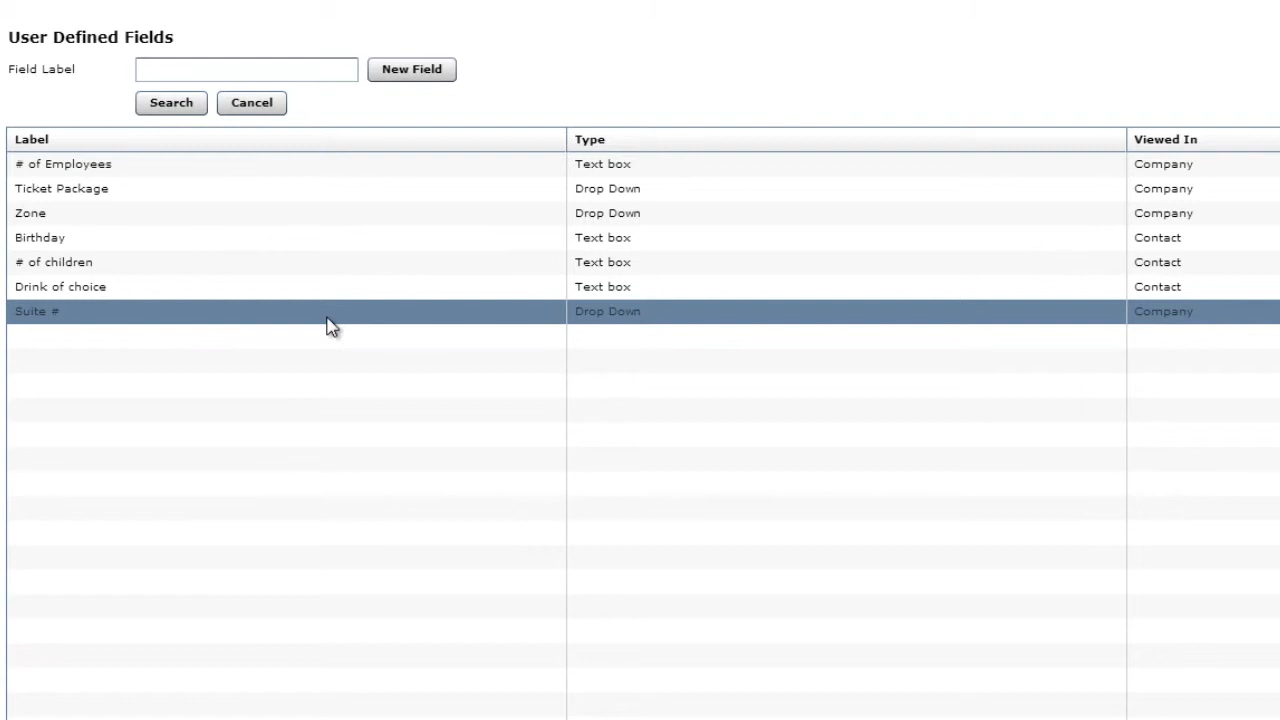 User Defined Fields
Field Label New Field
Search Cancel
Label Type Viewed In
# of Employees Text box Company
Ticket Package Drop Down Company
Zone Drop Down Company
Birthday Text box Contact
# of children Text box Contact
Drink of choice Text box Contact
Suite # Drop Down Company